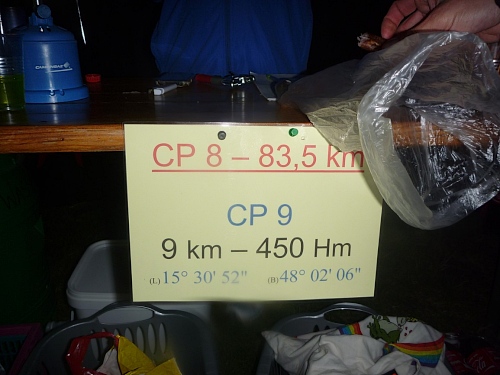 CP 8 – 83,5 km
CP 9
9 km – 450 Hm
(L) 15° 30' 52" (B) 48° 02' 06"